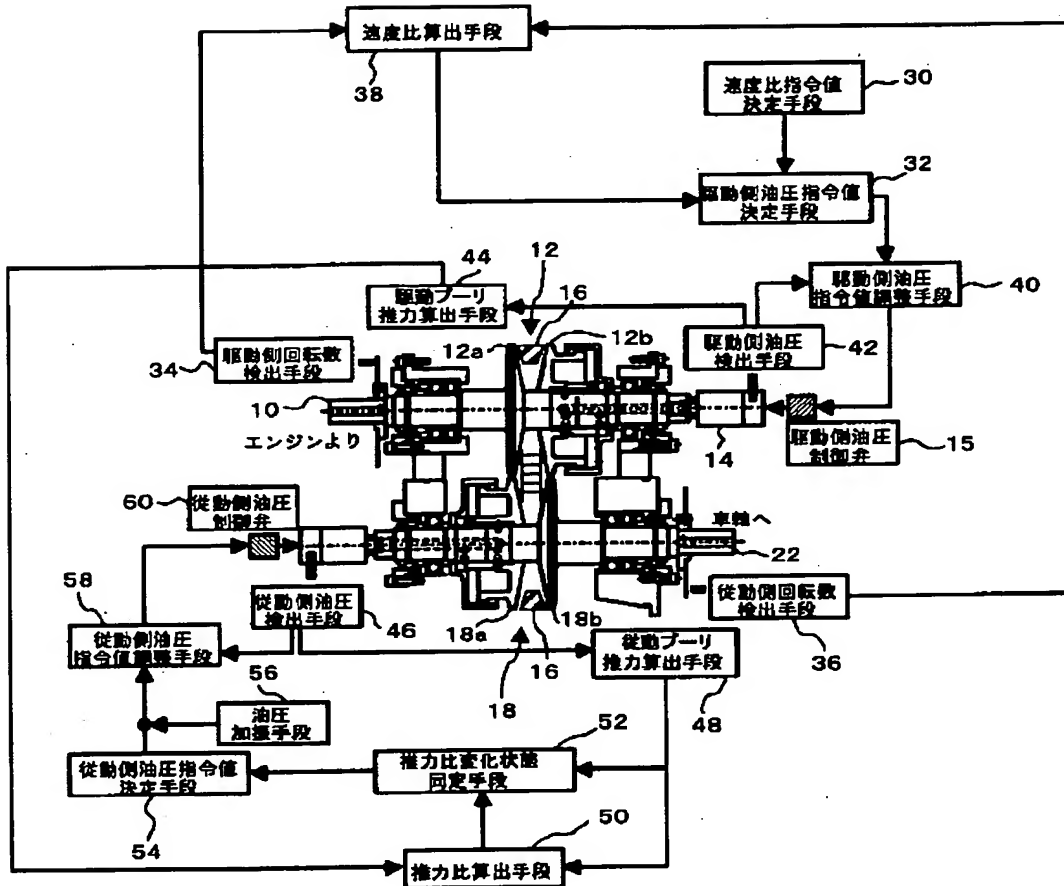 速度比算出手段
38
速度比指令値
決定手段
30
32
駆動側油圧指令値
決定手段
44
12
駆動プーリ
推力算出手段
16
駆動側油圧
指令値調整手段
40
12a
12b
駆動側油圧
検出手段
42
34
駆動側回転数
検出手段
10
エンジンより
14
駆動側油圧
制御弁
15
60
従動側油圧
制御弁
車軸へ
22
58
従動側油圧
検出手段
46
従動側回転数
検出手段
36
従動側油圧
指令値調整手段
18a
16
18b
従動プーリ
推力算出手段
48
56
油圧
加振手段
18
52
従動側油圧指令値
決定手段
54
推力比変化状態
同定手段
50
推力比算出手段